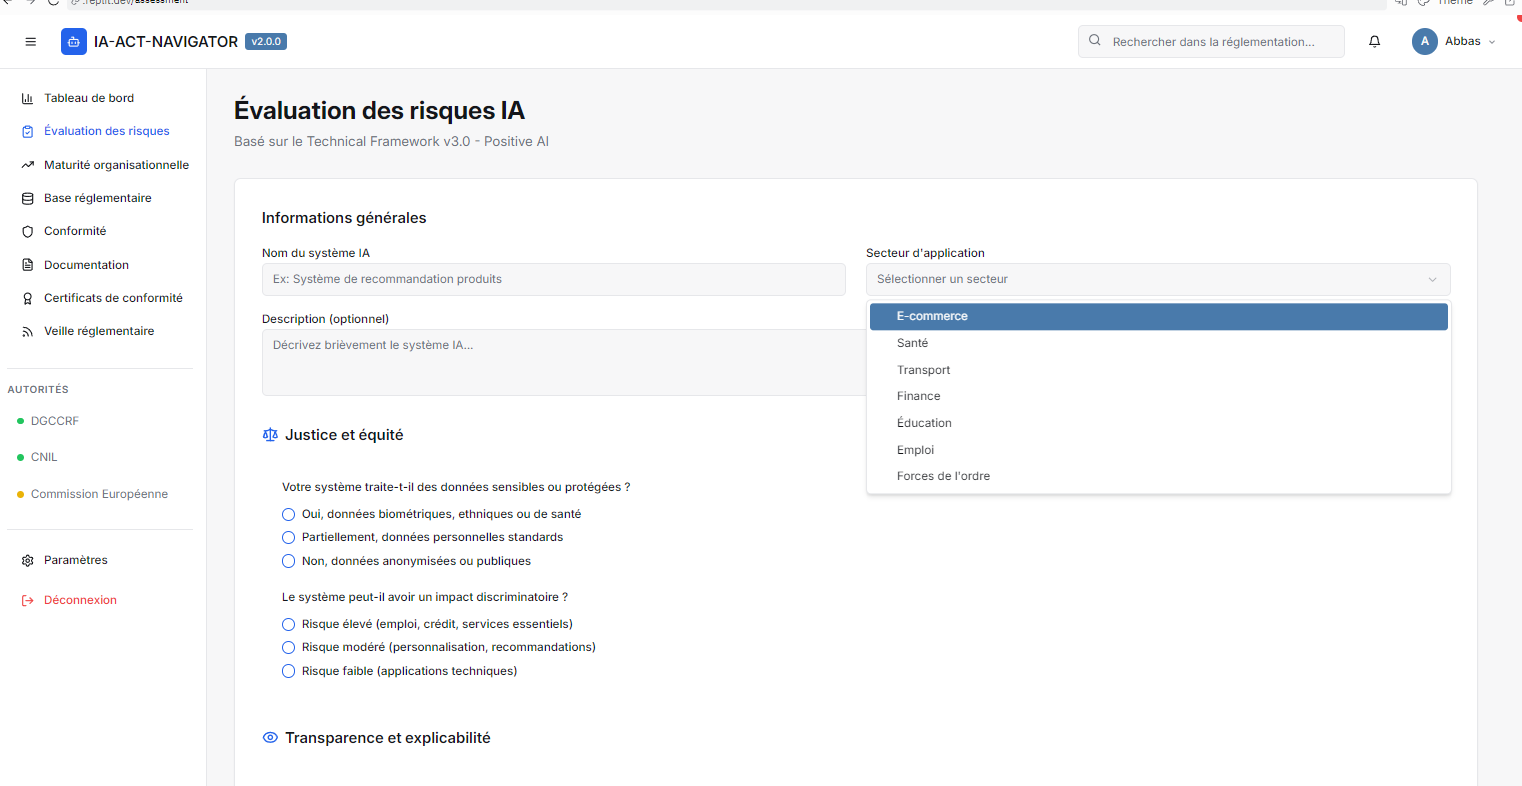 .replit.dev/assessment
Theme
IA-ACT-NAVIGATOR v2.0.0
Rechercher dans la réglementation...
A Abbas
Tableau de bord
Évaluation des risques
Maturité organisationnelle
Base réglementaire
Conformité
Documentation
Certificats de conformité
Veille réglementaire
AUTORITÉS
DGCCRF
CNIL
Commission Européenne
Paramètres
Déconnexion
Évaluation des risques IA
Basé sur le Technical Framework v3.0 - Positive AI
Informations générales
Nom du système IA
Ex: Système de recommandation produits
Secteur d'application
Sélectionner un secteur
E-commerce
Santé
Transport
Finance
Éducation
Emploi
Forces de l'ordre
Description (optionnel)
Décrivez brièvement le système IA...
Justice et équité
Votre système traite-t-il des données sensibles ou protégées ?
Oui, données biométriques, ethniques ou de santé
Partiellement, données personnelles standards
Non, données anonymisées ou publiques
Le système peut-il avoir un impact discriminatoire ?
Risque élevé (emploi, crédit, services essentiels)
Risque modéré (personnalisation, recommandations)
Risque faible (applications techniques)
Transparence et explicabilité